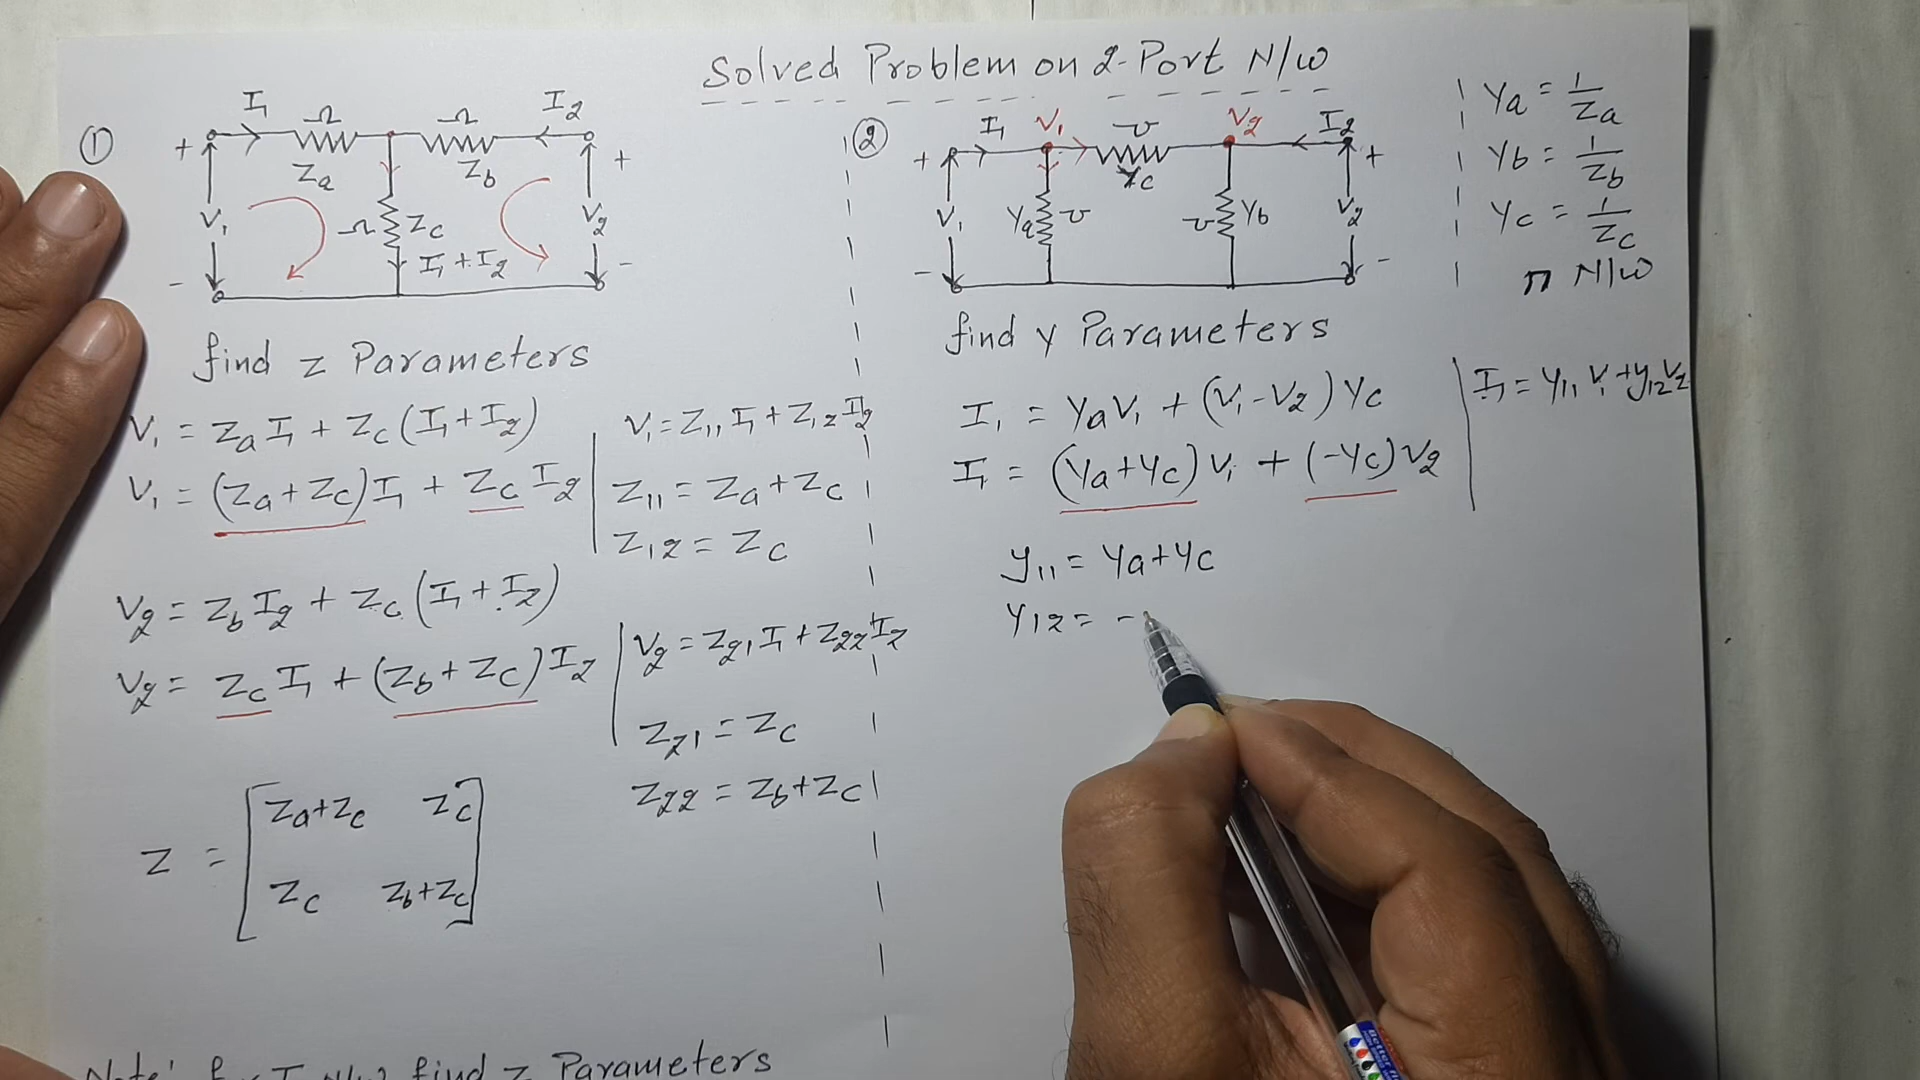 Solved Problem on 2-Port N/W
①
I1
Ω
Ω
I2
+
Za
Zb
+
V1
Ω
Zc
V2
I1 + I2
-
-
find z Parameters
V1 = Za I1 + Zc (I1 + I2)
V1 = (Za + Zc) I1 + Zc I2
V1 = Z11 I1 + Z12 I2
Z11 = Za + Zc
Z12 = Zc
V2 = Zb I2 + Zc (I1 + I2)
V2 = Zc I1 + (Zb + Zc) I2
V2 = Z21 I1 + Z22 I2
Z21 = Zc
Z22 = Zb + Zc
Z = [Za+Zc Zc
Zc Zb+Zc]
②
I1
V1
℧
V2
I2
+
Yc
+
V1
Ya
℧
℧
Yb
V2
-
-
Ya = 1/Za
Yb = 1/Zb
Yc = 1/Zc
π N/W
find y Parameters
I1 = Ya V1 + (V1 - V2) Yc
I1 = (Ya + Yc) V1 + (-Yc) V2
I1 = Y11 V1 + Y12 V2
Y11 = Ya + Yc
Y12 = -
Note: for T N/W find z Parameters